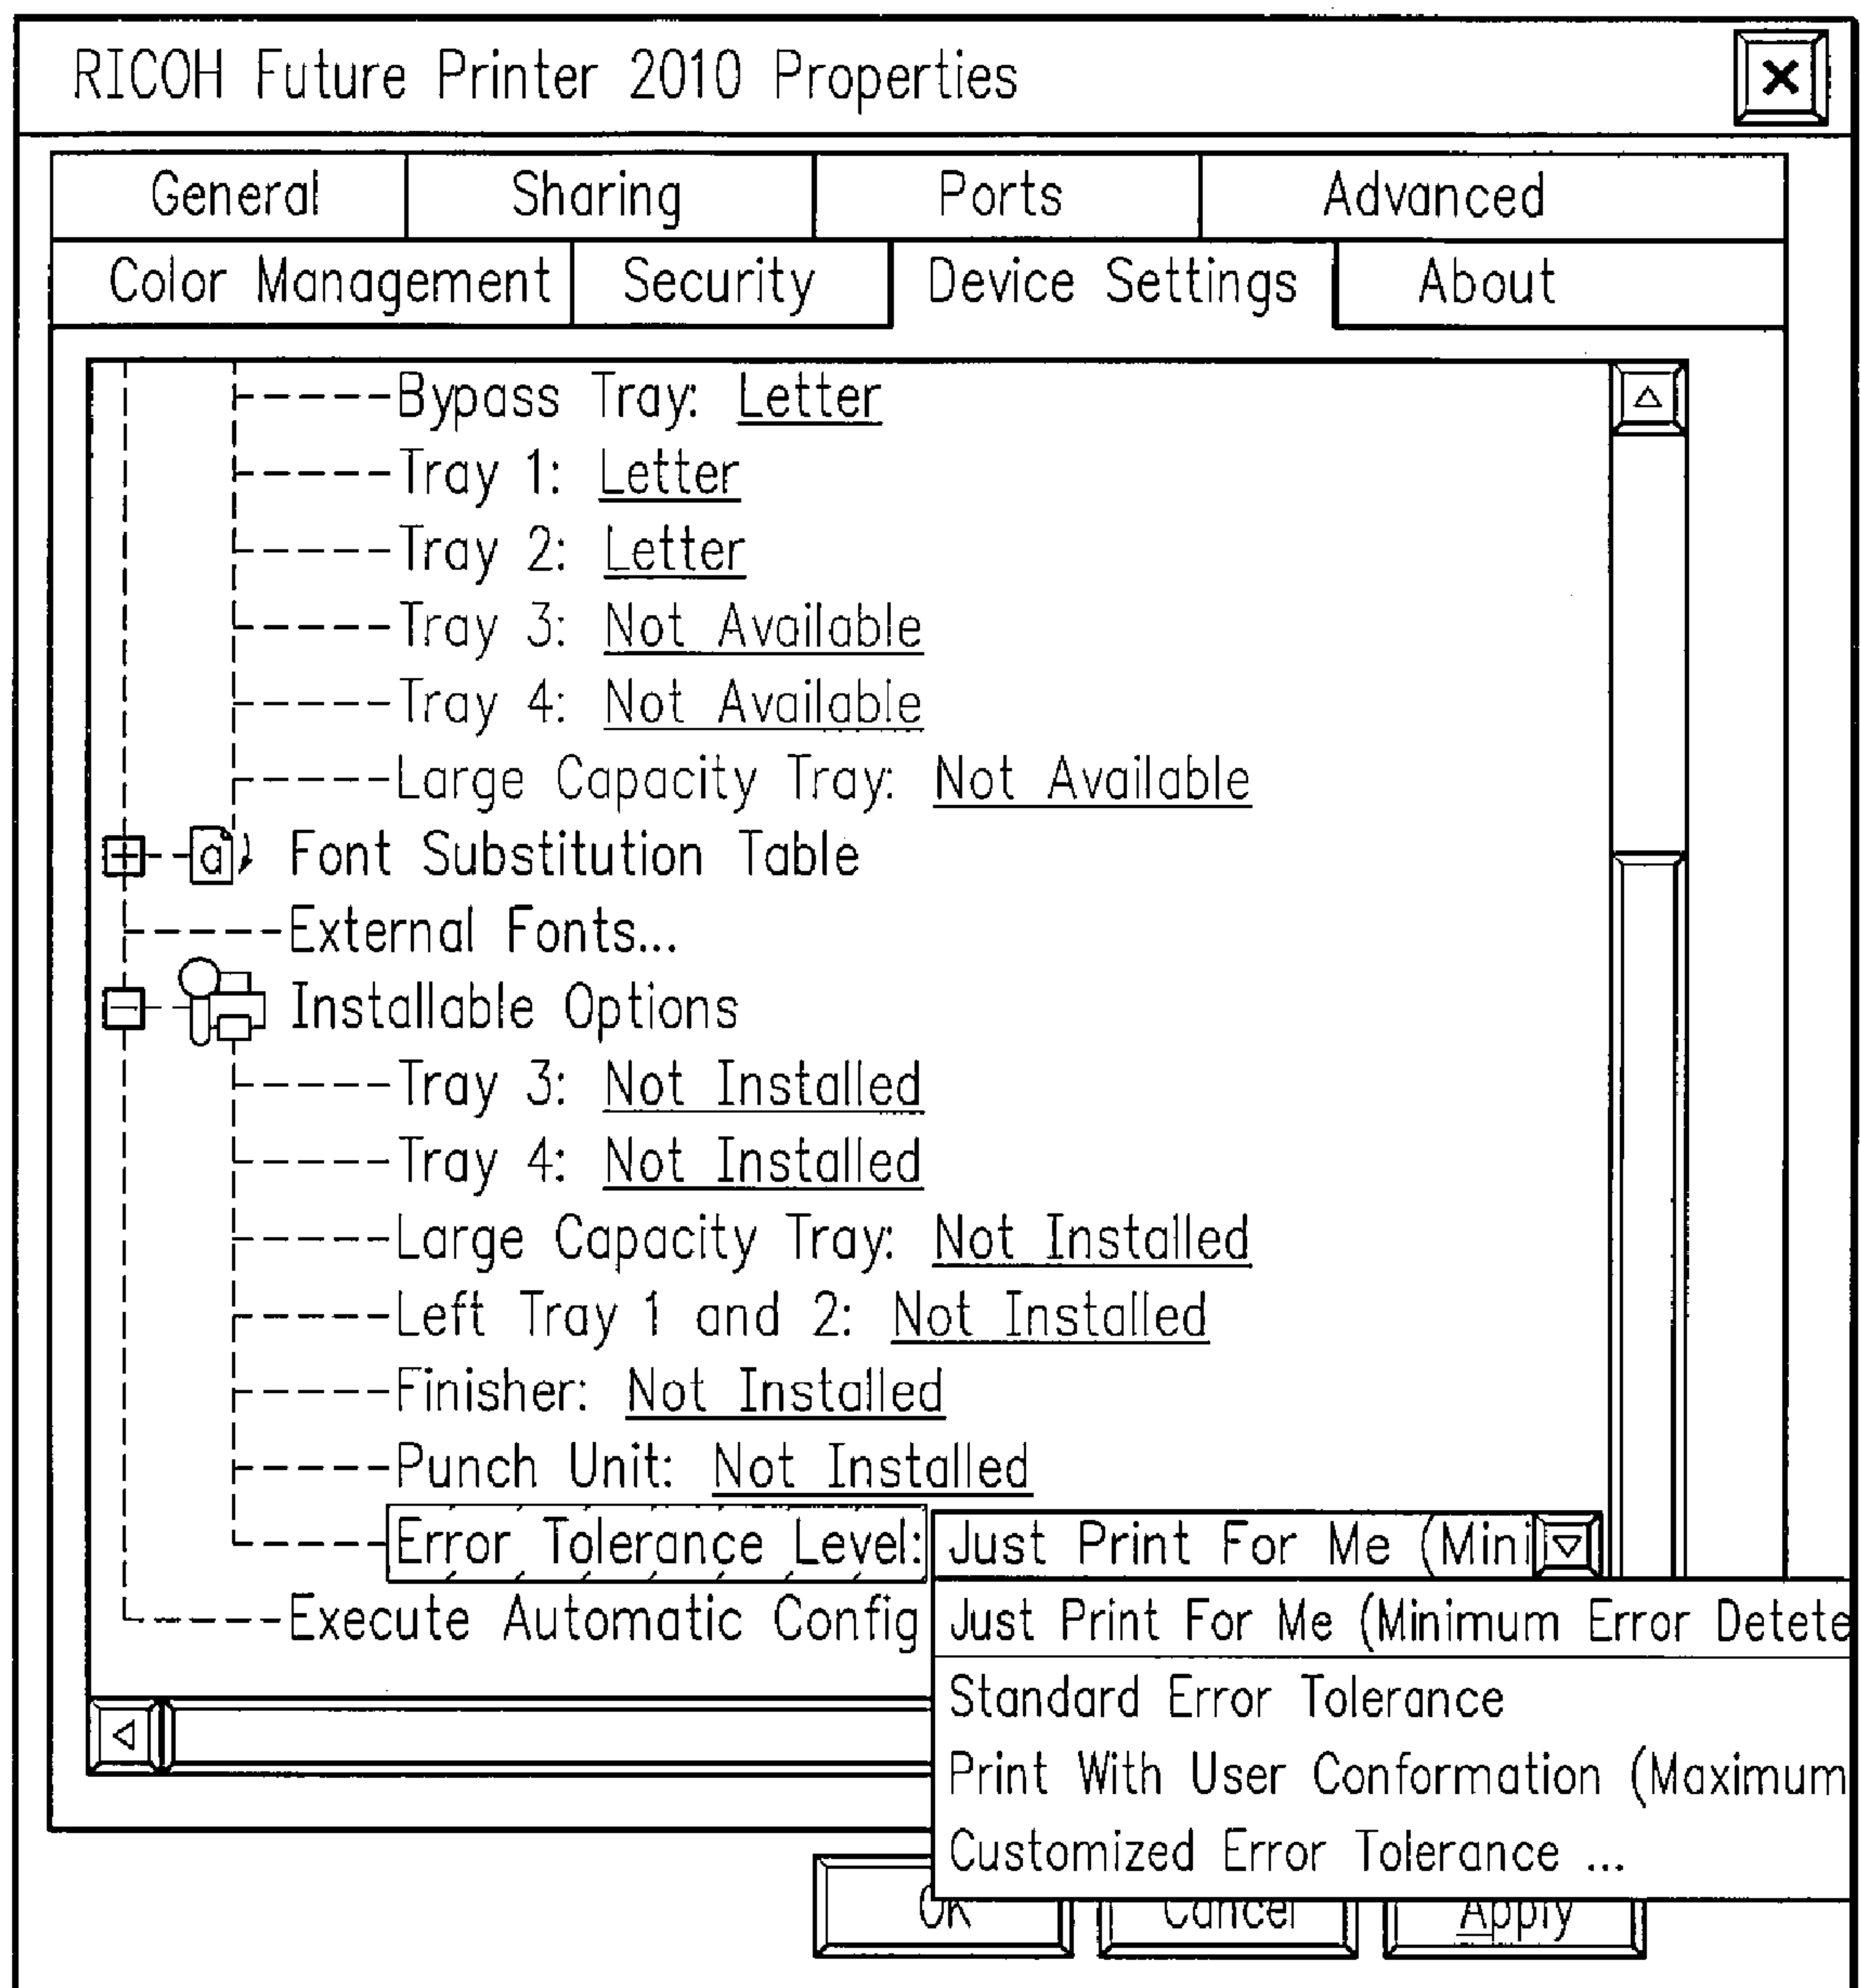 RICOH Future Printer 2010 Properties
General Sharing Ports Advanced
Color Management Security Device Settings About
Bypass Tray: Letter
Tray 1: Letter
Tray 2: Letter
Tray 3: Not Available
Tray 4: Not Available
Large Capacity Tray: Not Available
a Font Substitution Table
External Fonts...
Installable Options
Tray 3: Not Installed
Tray 4: Not Installed
Large Capacity Tray: Not Installed
Left Tray 1 and 2: Not Installed
Finisher: Not Installed
Punch Unit: Not Installed
Error Tolerance Level: Just Print For Me (Mini
Execute Automatic Config
Just Print For Me (Minimum Error Detete
Standard Error Tolerance
Print With User Conformation (Maximum
Customized Error Tolerance ...
OK Cancel Apply